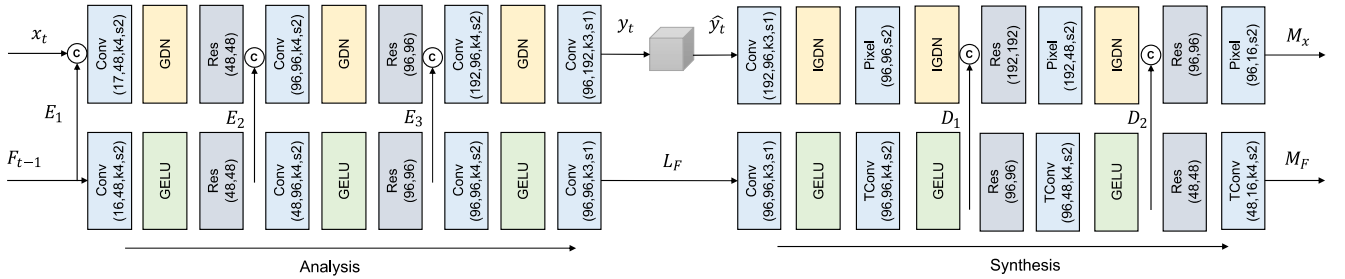 x_t
C
Conv
(17,48,k4,s2)
GDN
Res
(48,48)
C
Conv
(96,96,k4,s2)
GDN
Res
(96,96)
C
Conv
(192,96,k4,s2)
GDN
Conv
(96,192,k3,s1)
y_t
ŷ_t
Conv
(192,96,k3,s1)
IGDN
Pixel
(96,96,s2)
IGDN
C
Res
(192,192)
Pixel
(192,48,s2)
IGDN
C
Res
(96,96)
Pixel
(96,16,s2)
M_x
E_1
E_2
E_3
D_1
D_2
F_{t-1}
Conv
(16,48,k4,s2)
GELU
Res
(48,48)
Conv
(48,96,k4,s2)
GELU
Res
(96,96)
Conv
(96,96,k4,s2)
GELU
Conv
(96,96,k3,s1)
L_F
Conv
(96,96,k3,s1)
GELU
TConv
(96,96,k4,s2)
GELU
Res
(96,96)
TConv
(96,48,k4,s2)
GELU
Res
(48,48)
TConv
(48,16,k4,s2)
M_F
Analysis
Synthesis